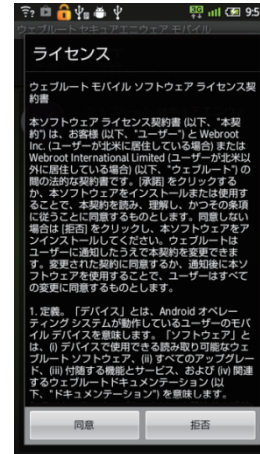 3G 9:5
ウェブルート セキュアエニウェア モバイル
ライセンス
ウェブルート モバイル ソフトウェア ライセンス契
約書
本ソフトウェア ライセンス契約書 (以下、"本契
約") は、お客様 (以下、"ユーザー") と Webroot
Inc. (ユーザーが北米に居住している場合) または
Webroot International Limited (ユーザーが北米以
外に居住している場合) (以下、"ウェブルート") の
間の法的な契約書です。[承諾] をクリックする
か、本ソフトウェアをインストールまたは使用す
ることで、本契約を読み、理解し、かつその条項
に従うことに同意するものとします。同意しない
場合は [拒否] をクリックし、本ソフトウェアをア
ンインストールしてください。ウェブルートは
ユーザーに通知したうえで本契約を変更できま
す。変更された契約に同意するか、通知後に本ソ
フトウェアを使用することで、ユーザーはすべて
の変更に同意するものとします。
1. 定義。「デバイス」とは、Android オペレー
ティング システムが動作しているユーザーのモバ
イル デバイスを意味します。「ソフトウェア」と
は、(i) デバイスで使用できる読み取り可能なウェ
ブルート ソフトウェア、(ii) すべてのアップグレー
ド、(iii) 付随する機能とサービス、および (iv) 関連
するウェブルートドキュメンテーション (以
下、"ドキュメンテーション") を意味します。
同意 拒否